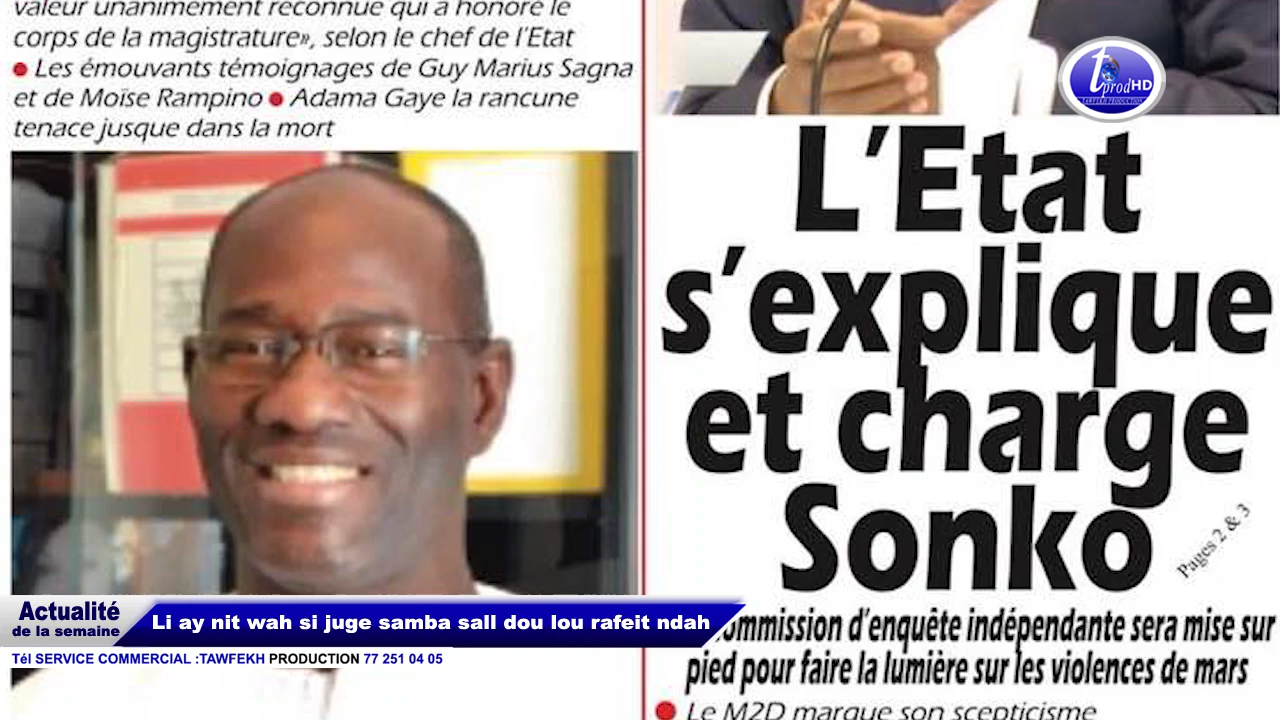 valeur unanimement reconnue qui a honoré le
corps de la magistrature», selon le chef de l'Etat
● Les émouvants témoignages de Guy Marius Sagna
et de Moïse Rampino ● Adama Gaye la rancune
tenace jusque dans la mort
tprodHD
TAWFEKH PRODUCTION
L'Etat
s'explique
et charge
Sonko
Pages 2 & 3
commission d'enquête indépendante sera mise sur
pied pour faire la lumière sur les violences de mars
● Le M2D marque son scepticisme
Actualité
de la semaine
Li ay nit wah si juge samba sall dou lou rafeit ndah
Tél SERVICE COMMERCIAL :TAWFEKH PRODUCTION 77 251 04 05